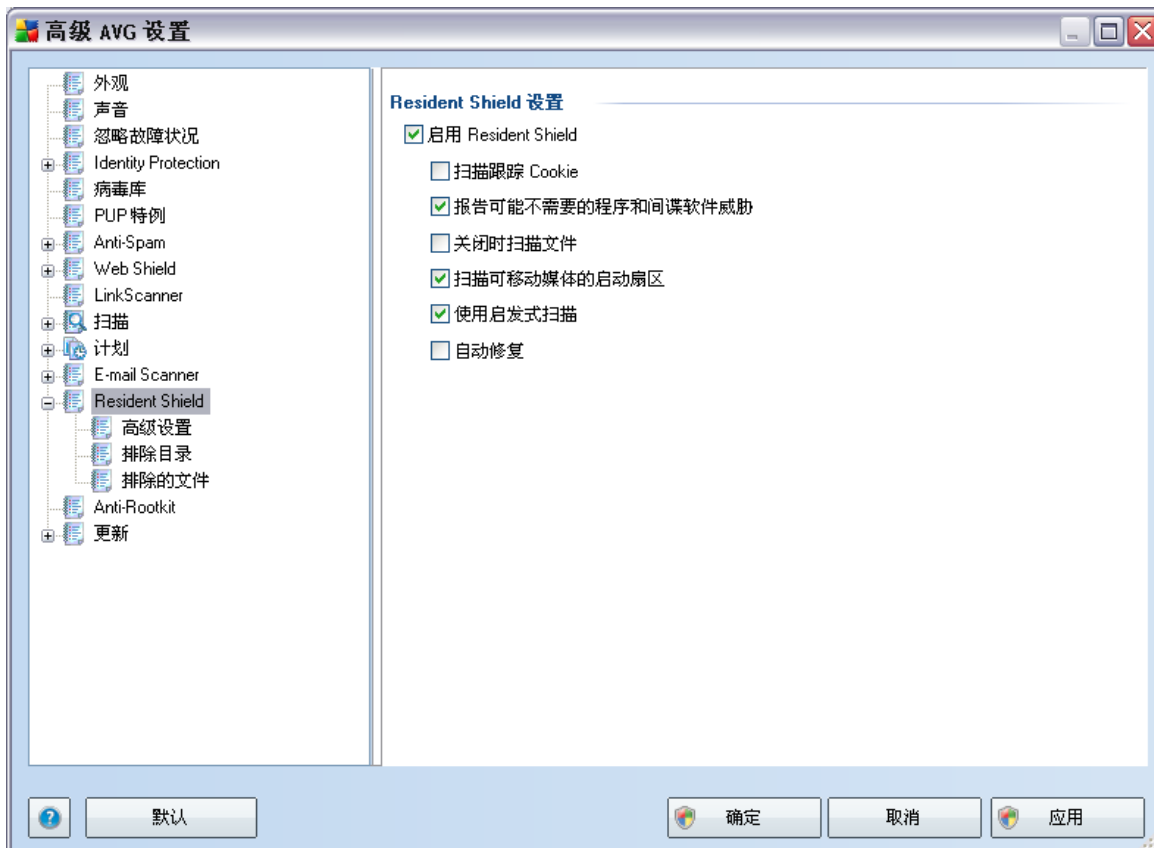 高级 AVG 设置
外观
声音
忽略故障状况
Identity Protection
病毒库
PUP 特例
Anti-Spam
Web Shield
LinkScanner
扫描
计划
E-mail Scanner
Resident Shield
高级设置
排除目录
排除的文件
Anti-Rootkit
更新
Resident Shield 设置
启用 Resident Shield
扫描跟踪 Cookie
报告可能不需要的程序和间谍软件威胁
关闭时扫描文件
扫描可移动媒体的启动扇区
使用启发式扫描
自动修复
默认
确定
取消
应用